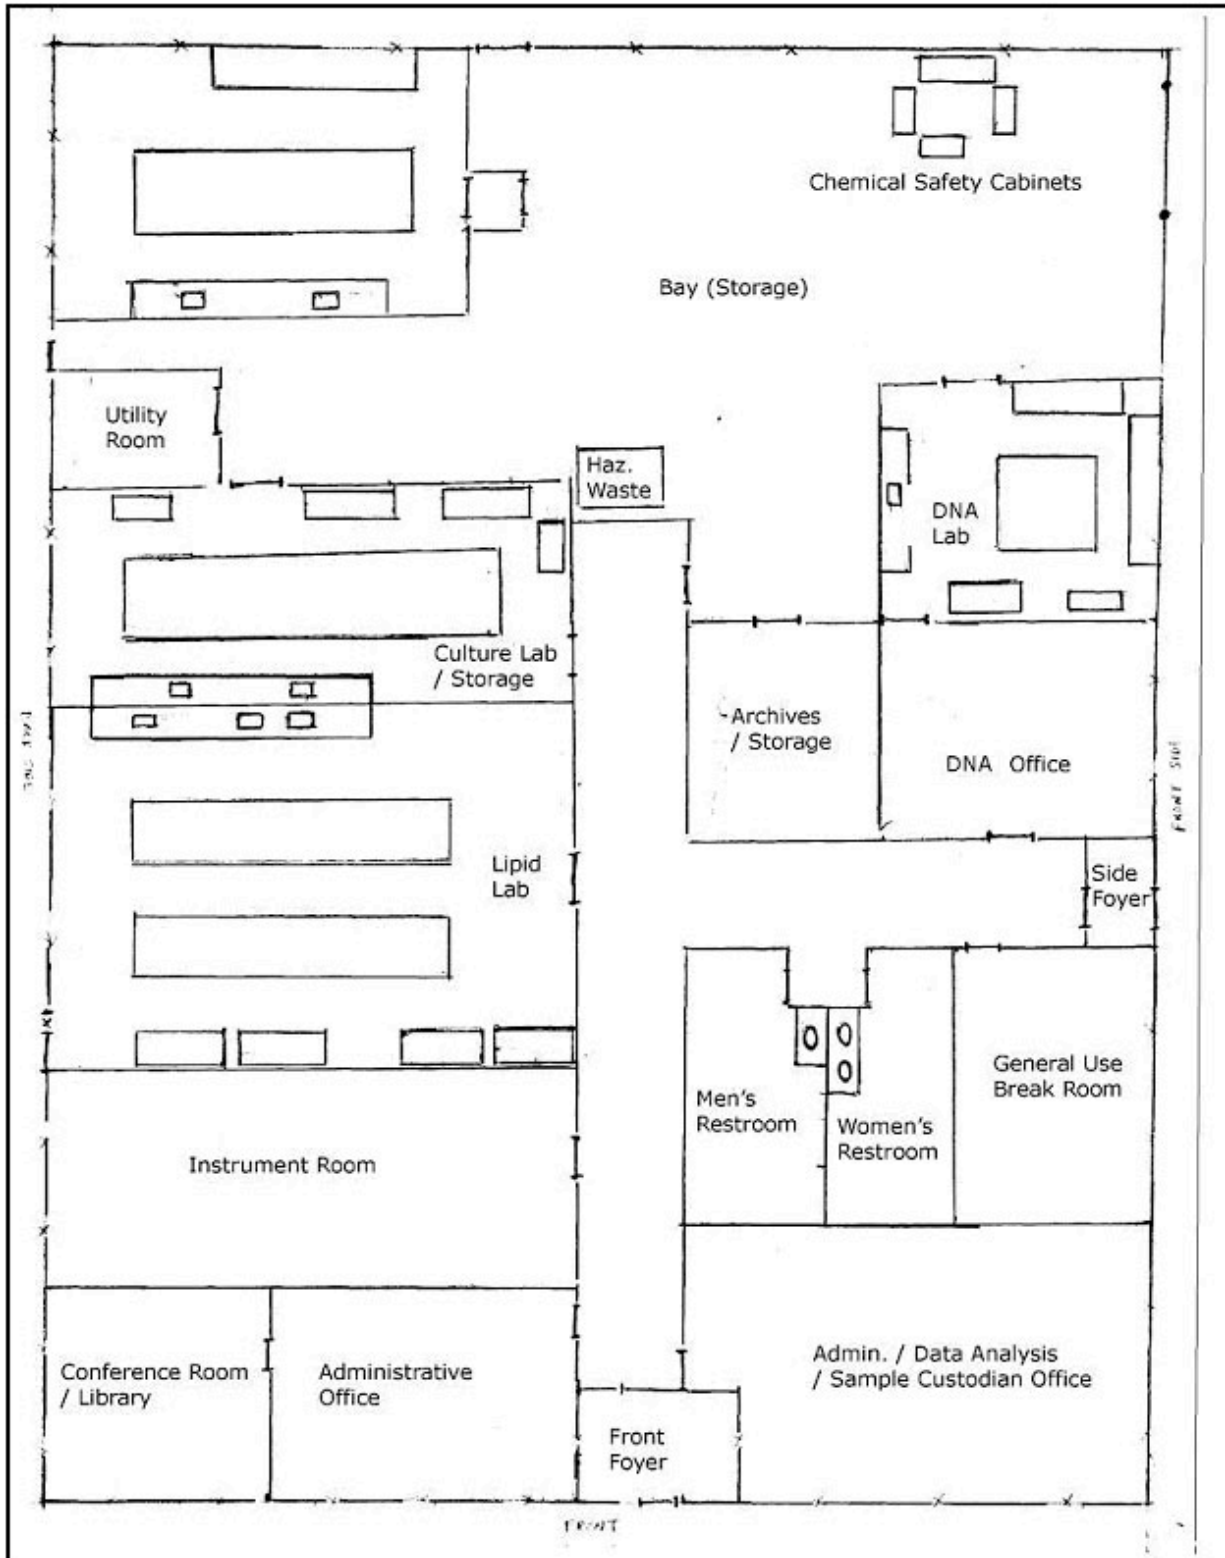 Chemical Safety Cabinets
Bay (Storage)
Utility
Room
Haz.
Waste
DNA
Lab
Culture Lab
/ Storage
Archives
/ Storage
DNA Office
FRONT SIDE
Lipid
Lab
Side
Foyer
General Use
Break Room
Men's
Restroom
Women's
Restroom
Instrument Room
Conference Room
/ Library
Administrative
Office
Admin. / Data Analysis
/ Sample Custodian Office
Front
Foyer
FRONT